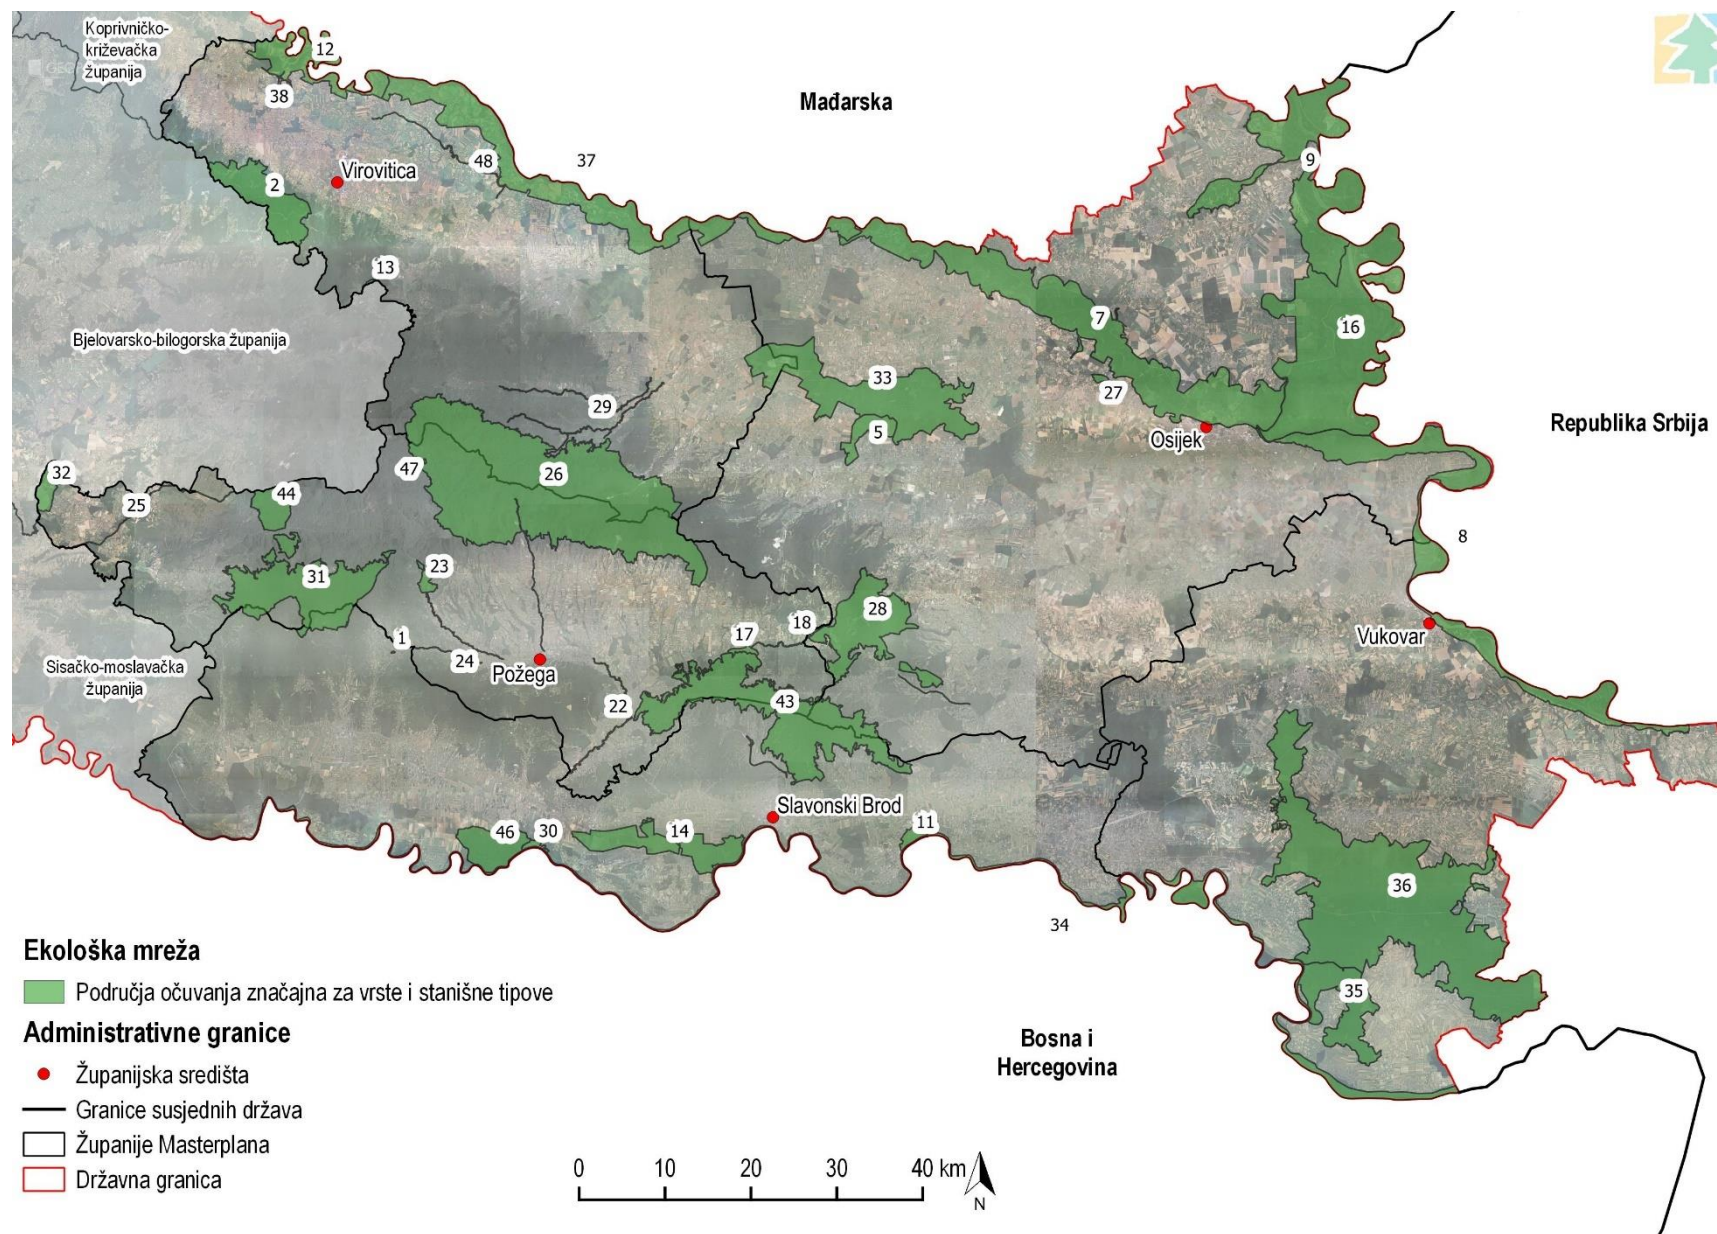 Koprivničko-
križevačka
županija
12
38
Mađarska
9
48
37
Virovitica
2
13
7
16
Bjelovarsko-bilogorska županija
33
27
29
5
Osijek
Republika Srbija
47
26
32
44
25
8
23
31
28
18
17
1
24
Vukovar
Sisačko-moslavačka
županija
Požega
22
43
Slavonski Brod
46
30
14
11
36
34
35
Ekološka mreža
Područja očuvanja značajna za vrste i stanišne tipove
Administrativne granice
Županijska središta
Granice susjednih država
Županije Masterplana
Državna granica
Bosna i
Hercegovina
0 10 20 40 km
N